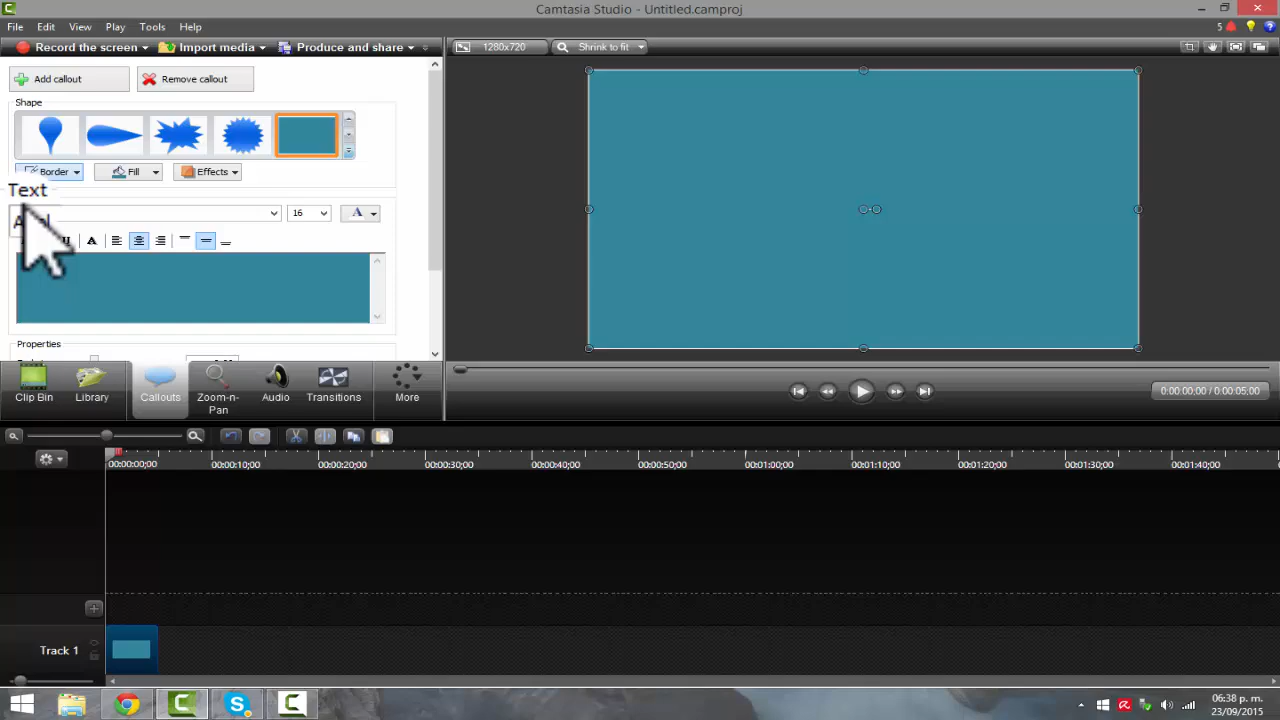 Camtasia Studio - Untitled.camproj
File Edit View Play Tools Help
5
Record the screen Import media Produce and share
1280x720 Shrink to fit
Add callout Remove callout
Shape
Border Fill Effects
Text
16 A
U A
Properties
Clip Bin Library Callouts Zoom-n-Pan Audio Transitions More
0:00:00;00 / 0:00:05;00
00:00:00;00 00:00:10;00 00:00:20;00 00:00:30;00 00:00:40;00 00:00:50;00 00:01:00;00 00:01:10;00 00:01:20;00 00:01:30;00 00:01:40;00
Track 1
06:38 p. m.
23/09/2015